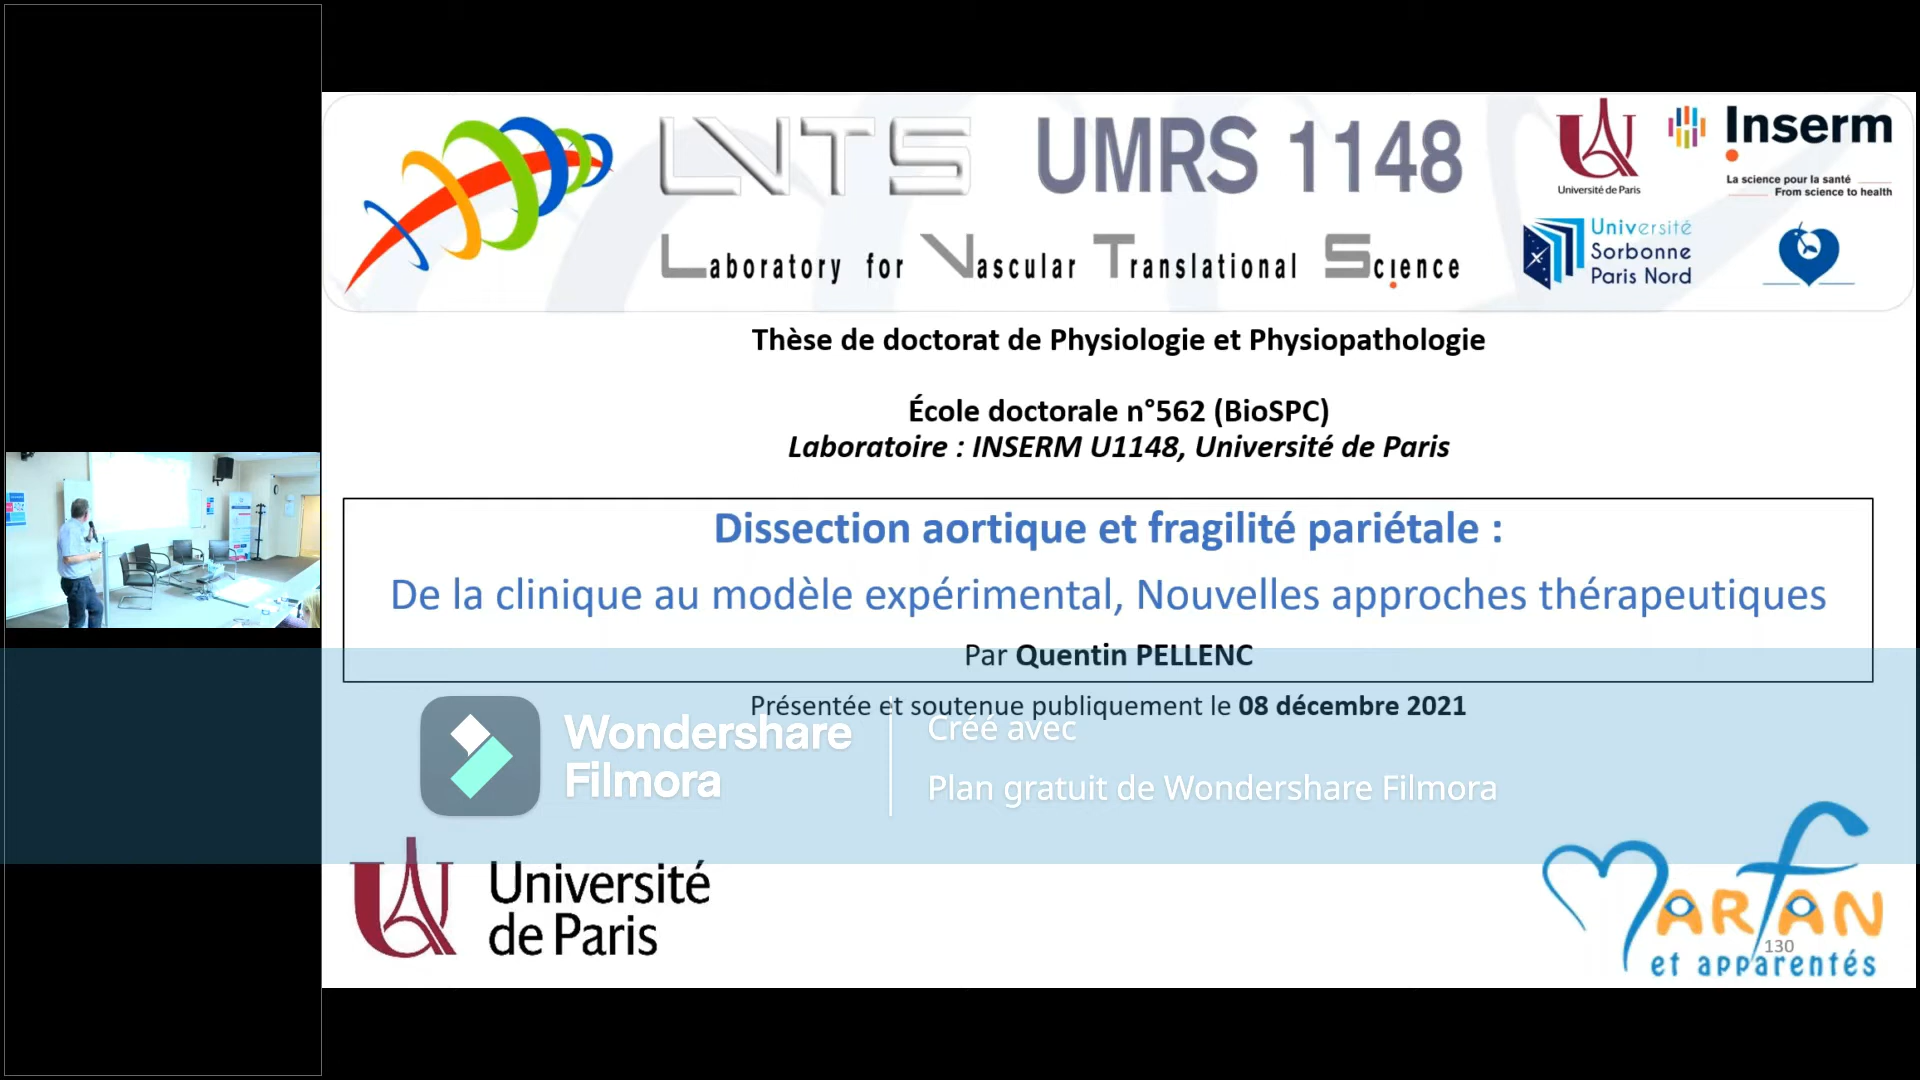 LVTS UMRS 1148
Laboratory for Vascular Translational Science
Université de Paris
Inserm
La science pour la santé
From science to health
Université
Sorbonne
Paris Nord
Thèse de doctorat de Physiologie et Physiopathologie
École doctorale n°562 (BioSPC)
Laboratoire : INSERM U1148, Université de Paris
Dissection aortique et fragilité pariétale :
De la clinique au modèle expérimental, Nouvelles approches thérapeutiques
Par Quentin PELLENC
Présentée et soutenue publiquement le 08 décembre 2021
Wondershare
Filmora
Créé avec
Plan gratuit de Wondershare Filmora
Université
de Paris
MARFAN
130
et apparentés